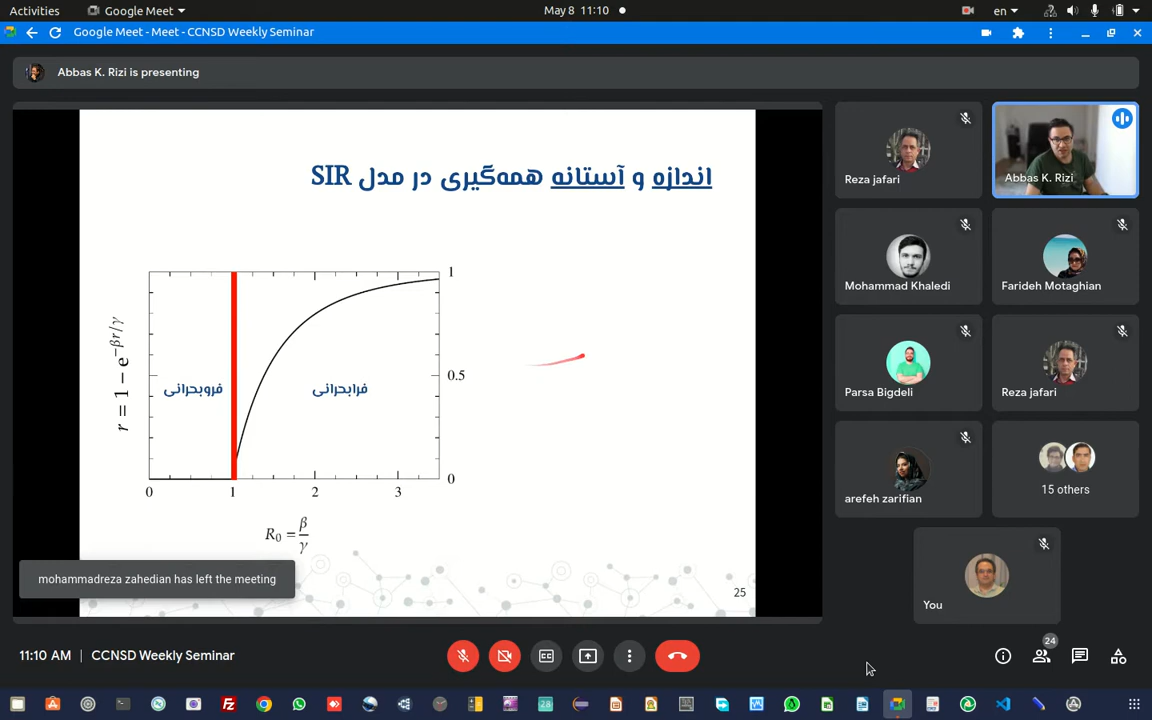 Activities
Google Meet
May 8 11:10
en
Google Meet - Meet - CCNSD Weekly Seminar
Abbas K. Rizi is presenting
اندازه و آستانه همه‌گیری در مدل SIR
r = 1 − e^{−βr/γ}
فروبحرانی
فرابحرانی
1
0.5
0
0 1 2 3
R₀ = β/γ
25
mohammadreza zahedian has left the meeting
Reza jafari
Abbas K. Rizi
Mohammad Khaledi
Farideh Motaghian
Parsa Bigdeli
Reza jafari
arefeh zarifian
15 others
You
11:10 AM | CCNSD Weekly Seminar
24